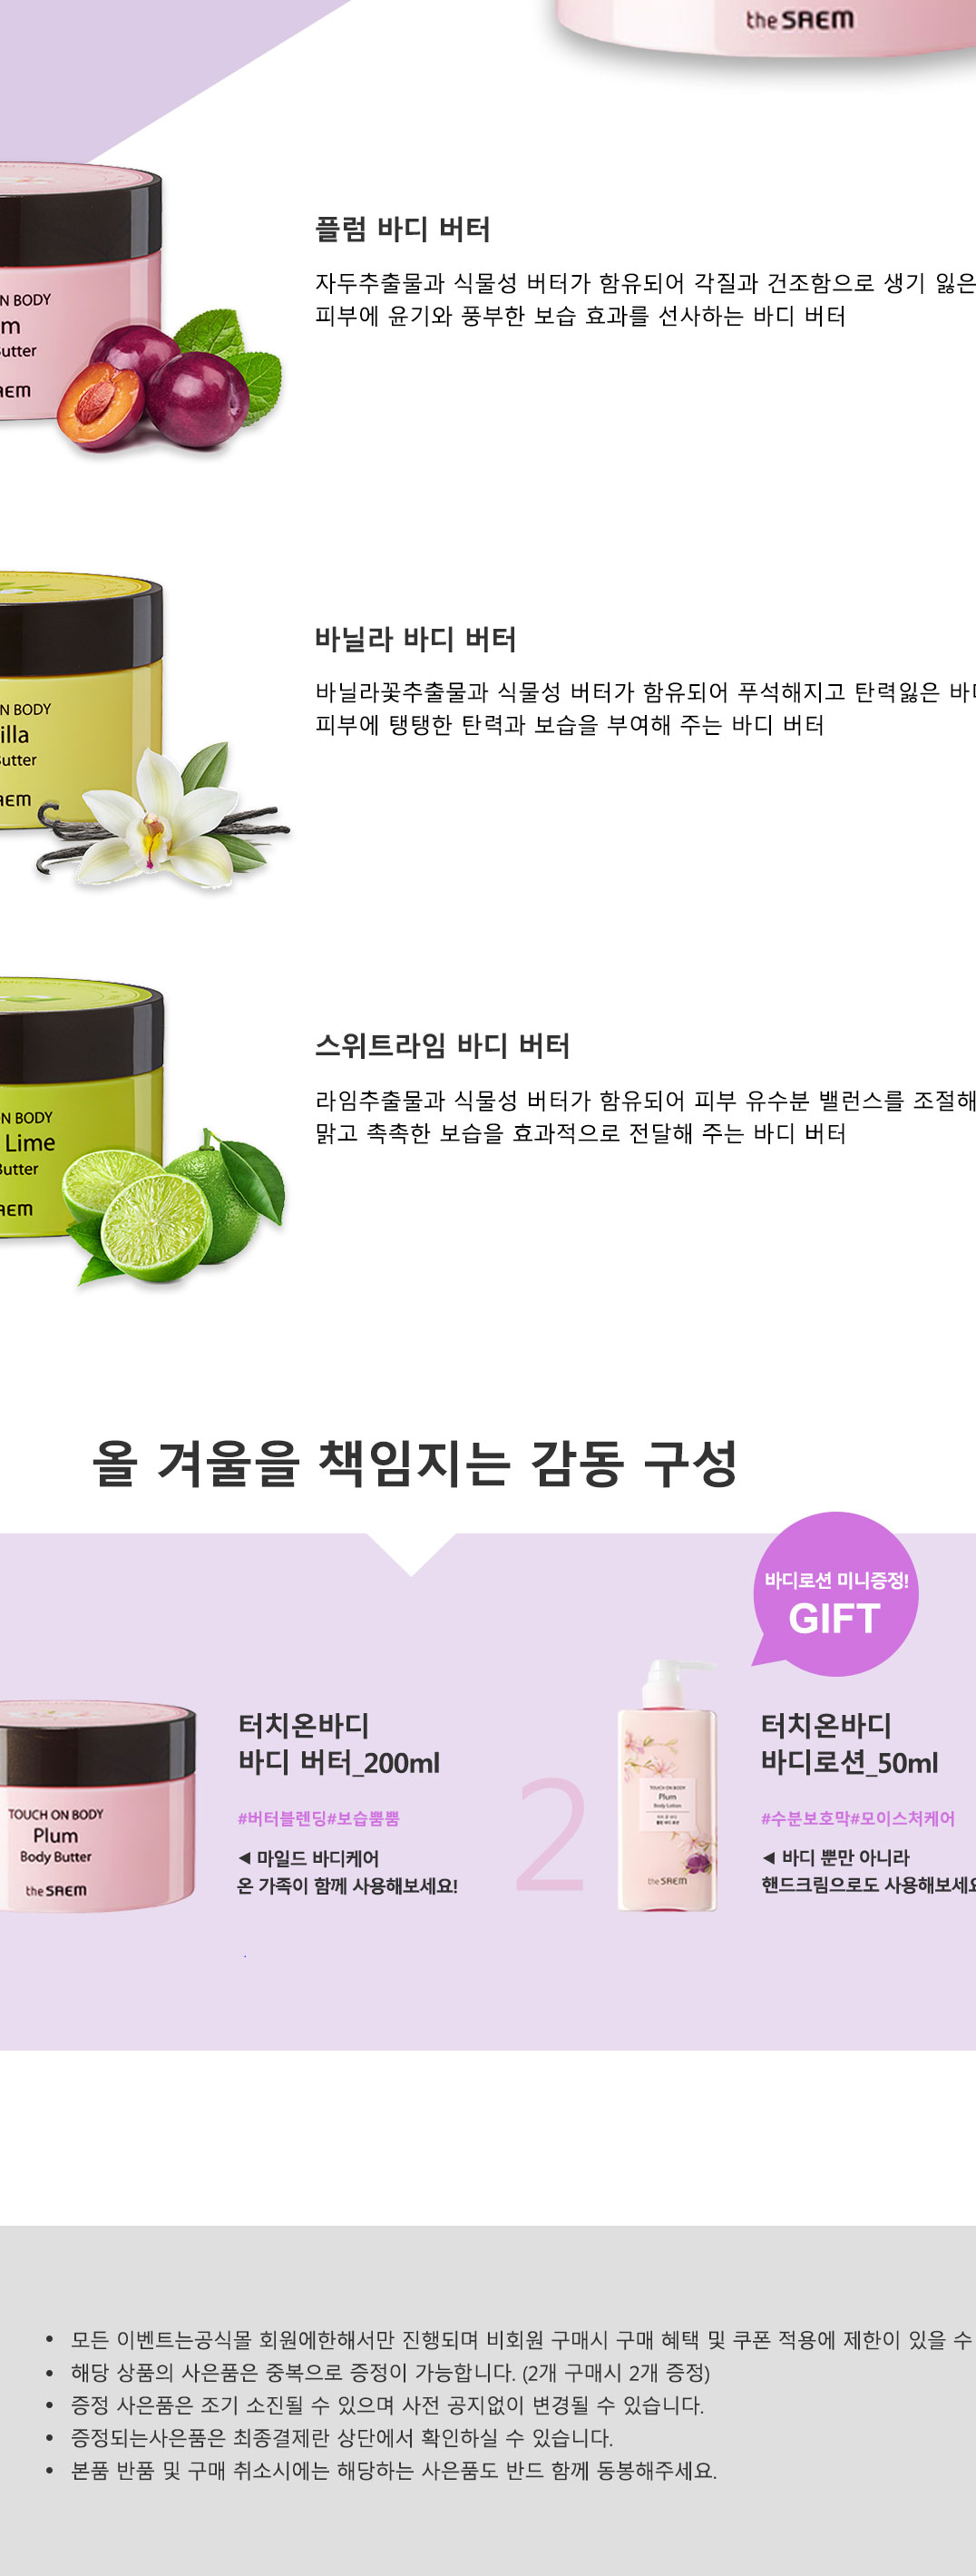 the SAEM
플럼 바디 버터
자두추출물과 식물성 버터가 함유되어 각질과 건조함으로 생기 잃은
피부에 윤기와 풍부한 보습 효과를 선사하는 바디 버터
N BODY
m
utter
AEM
바닐라 바디 버터
바닐라꽃추출물과 식물성 버터가 함유되어 푸석해지고 탄력잃은 바디
피부에 탱탱한 탄력과 보습을 부여해 주는 바디 버터
ON BODY
illa
Butter
AEM
스위트라임 바디 버터
라임추출물과 식물성 버터가 함유되어 피부 유수분 밸런스를 조절해
맑고 촉촉한 보습을 효과적으로 전달해 주는 바디 버터
ON BODY
Lime
Butter
AEM
올 겨울을 책임지는 감동 구성
바디로션 미니증정!
GIFT
TOUCH ON BODY
Plum
Body Butter
the SAEM
터치온바디
바디 버터_200ml
#버터블렌딩#보습뿜뿜
◀ 마일드 바디케어
온 가족이 함께 사용해보세요!
.
2
TOUCH ON BODY
Plum
Body Lotion
the SAEM
터치온바디
바디로션_50ml
#수분보호막#모이스처케어
◀ 바디 뿐만 아니라
핸드크림으로도 사용해보세요
• 모든 이벤트는공식몰 회원에한해서만 진행되며 비회원 구매시 구매 혜택 및 쿠폰 적용에 제한이 있을 수
• 해당 상품의 사은품은 중복으로 증정이 가능합니다. (2개 구매시 2개 증정)
• 증정 사은품은 조기 소진될 수 있으며 사전 공지없이 변경될 수 있습니다.
• 증정되는사은품은 최종결제란 상단에서 확인하실 수 있습니다.
• 본품 반품 및 구매 취소시에는 해당하는 사은품도 반드 함께 동봉해주세요.